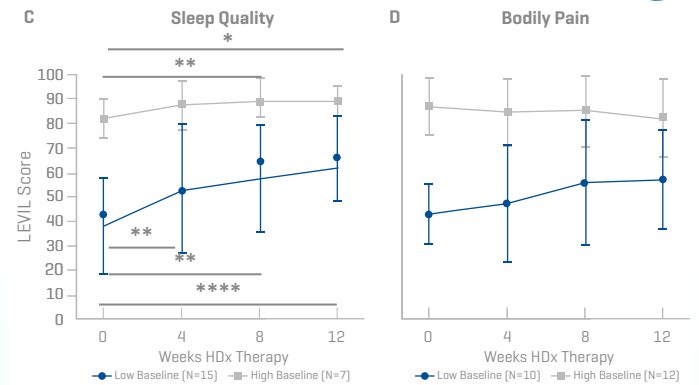 C Sleep Quality
*
**
LEVIL Score
100
90
80
70
60
50
40
30
20
10
0
**
**
****
0 4 8 12
Weeks HDx Therapy
Low Baseline (N=15) High Baseline (N=7)
D Bodily Pain
0 4 8 12
Weeks HDx Therapy
Low Baseline (N=10) High Baseline (N=12)